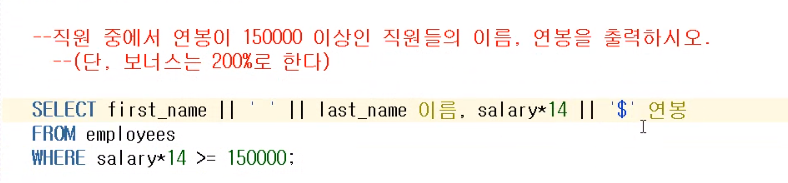 --직원 중에서 연봉이 150000 이상인 직원들의 이름, 연봉을 출력하시오.
--(단, 보너스는 200%로 한다)
SELECT first_name || ' ' || last_name 이름, salary*14 || '$' 연봉
FROM employees
WHERE salary*14 >= 150000;